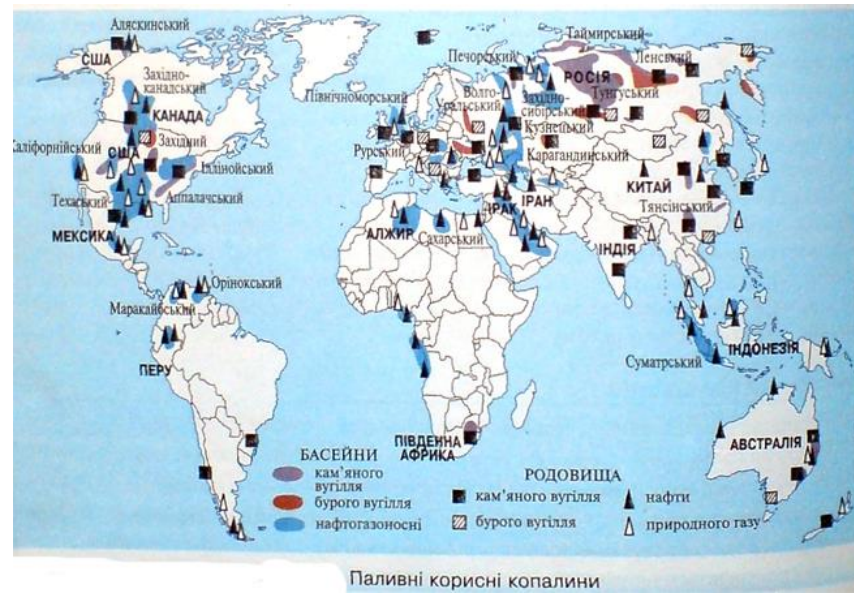 Аляскинський
США
Західно-
канадський
КАНАДА
Західний
Каліфорнійський
США
Іллінойський
Техаський
Аппалачський
МЕКСИКА
Орінокський
Маракайбський
ПЕРУ
Північноморський
Рурський
Печорський
Волго-
Уральський
Таймирський
Ленський
РОСІЯ
Тунгуський
Західно-
сибірський
Кузнецький
Карагандинський
КИТАЙ
Тянсінський
ІРАК
ІРАН
АЛЖИР
Сахарський
ІНДІЯ
Суматрський
ІНДОНЕЗІЯ
АВСТРАЛІЯ
ПІВДЕННА
АФРИКА
БАСЕЙНИ
кам'яного
вугілля
бурого вугілля
нафтогазоносні
РОДОВИЩА
кам'яного вугілля
нафти
бурого вугілля
природного газу
Паливні корисні копалини